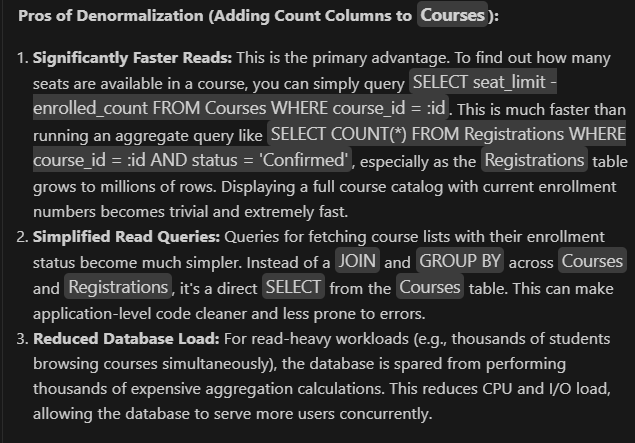 Pros of Denormalization (Adding Count Columns to Courses):
1. Significantly Faster Reads: This is the primary advantage. To find out how many
seats are available in a course, you can simply query SELECT seat_limit -
enrolled_count FROM Courses WHERE course_id = :id. This is much faster than
running an aggregate query like SELECT COUNT(*) FROM Registrations WHERE
course_id = :id AND status = 'Confirmed', especially as the Registrations table
grows to millions of rows. Displaying a full course catalog with current enrollment
numbers becomes trivial and extremely fast.
2. Simplified Read Queries: Queries for fetching course lists with their enrollment
status become much simpler. Instead of a JOIN and GROUP BY across Courses
and Registrations, it's a direct SELECT from the Courses table. This can make
application-level code cleaner and less prone to errors.
3. Reduced Database Load: For read-heavy workloads (e.g., thousands of students
browsing courses simultaneously), the database is spared from performing
thousands of expensive aggregation calculations. This reduces CPU and I/O load,
allowing the database to serve more users concurrently.